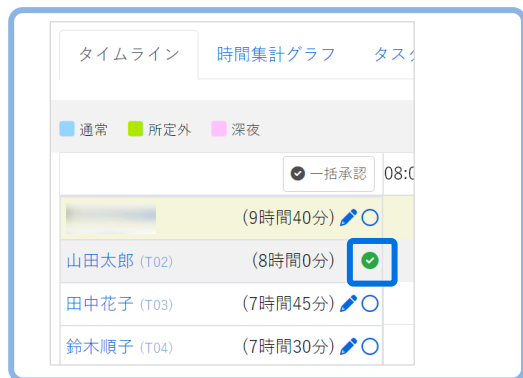 タイムライン 時間集計グラフ タスク
通常 所定外 深夜
一括承認 08:0
(9時間40分)
山田太郎 (T02) (8時間0分)
田中花子 (T03) (7時間45分)
鈴木順子 (T04) (7時間30分)